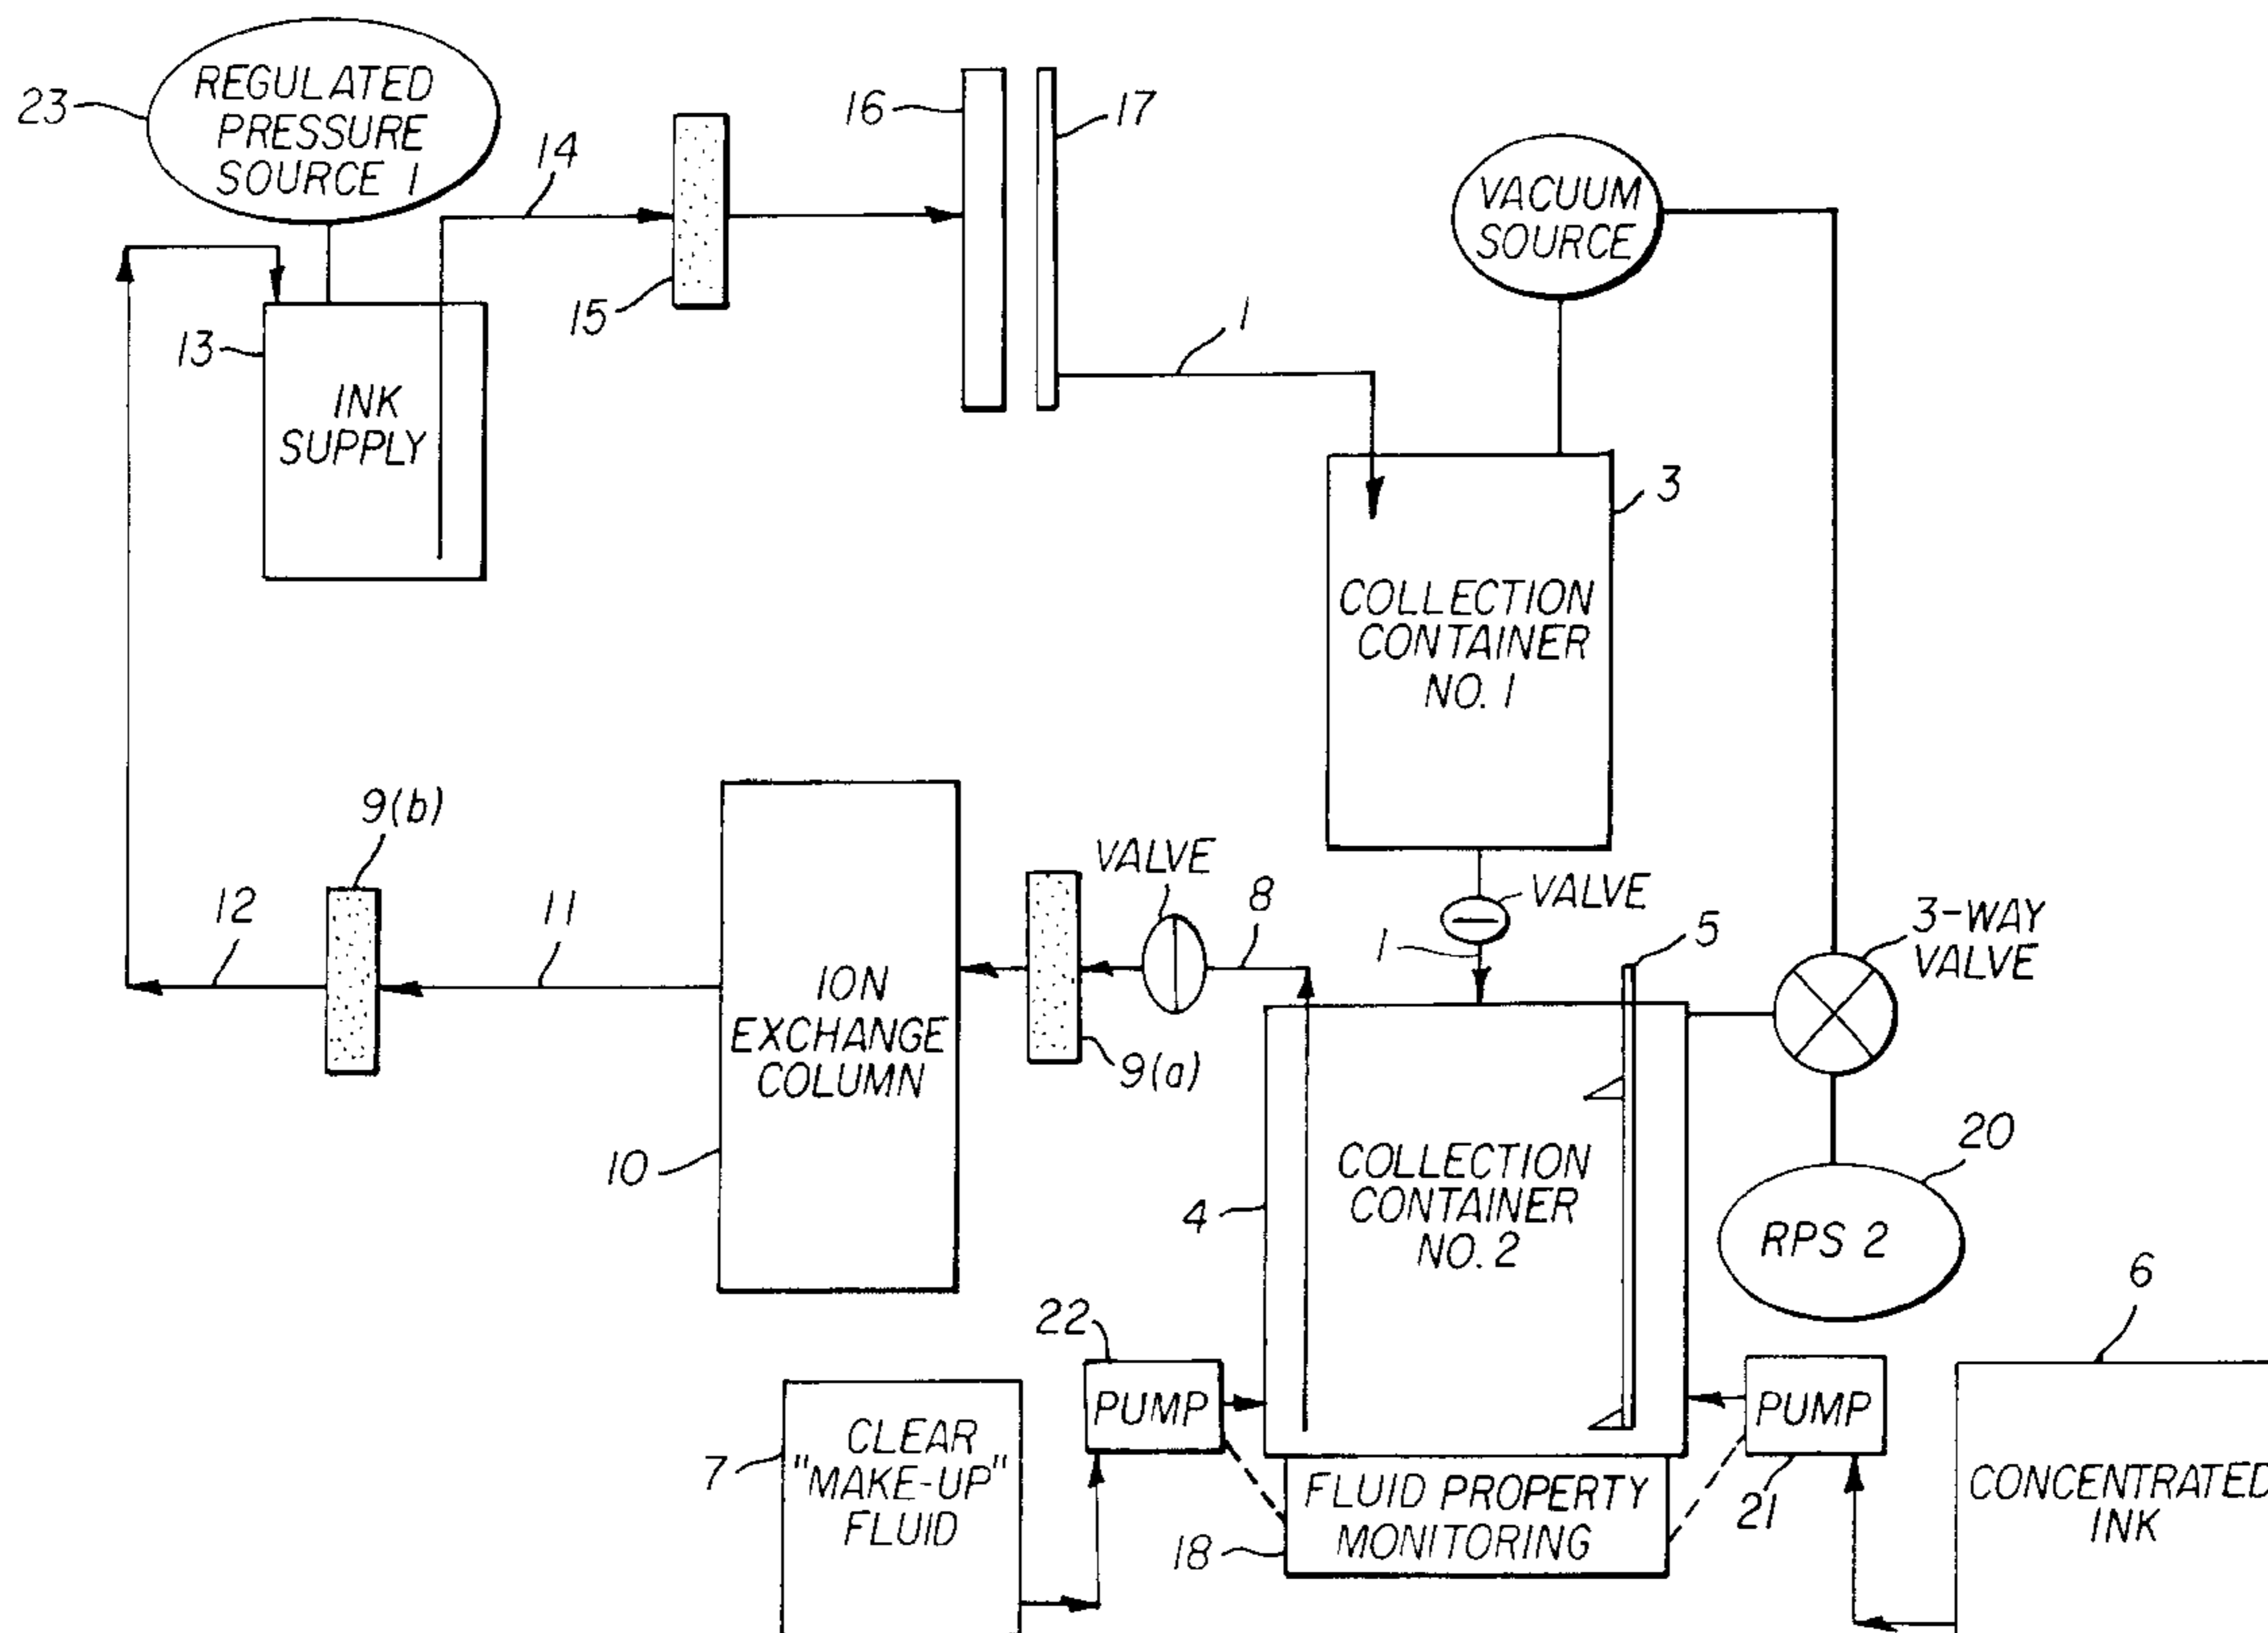 REGULATED
PRESSURE
SOURCE 1
23
14
15
16
17
1
VACUUM
SOURCE
13
INK
SUPPLY
3
COLLECTION
CONTAINER
NO. 1
9(b)
12
11
ION
EXCHANGE
COLUMN
10
VALVE
8
9(a)
VALVE
1
5
3-WAY
VALVE
4
COLLECTION
CONTAINER
NO. 2
20
RPS 2
6
22
PUMP
PUMP
21
7
CLEAR
"MAKE-UP"
FLUID
FLUID PROPERTY
MONITORING
18
CONCENTRATED
INK